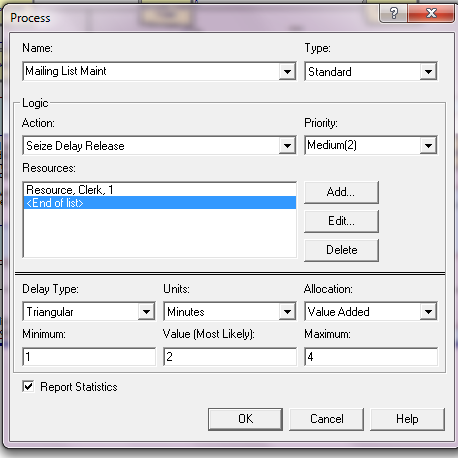 Process
Name: Type:
Mailing List Maint Standard
Logic
Action: Priority:
Seize Delay Release Medium(2)
Resources:
Resource, Clerk, 1 Add...
<End of list>
Edit...
Delete
Delay Type: Units: Allocation:
Triangular Minutes Value Added
Minimum: Value (Most Likely): Maximum:
1 2 4
Report Statistics
OK Cancel Help